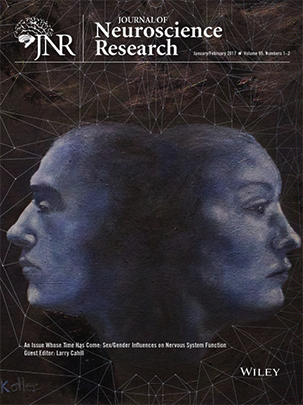 JNR
JOURNAL OF
Neuroscience
Research
January/February 2017 ● Volume 95, Numbers 1–2
An Issue Whose Time Has Come: Sex/Gender Influences on Nervous System Function
Guest Editor: Larry Cahill
WILEY